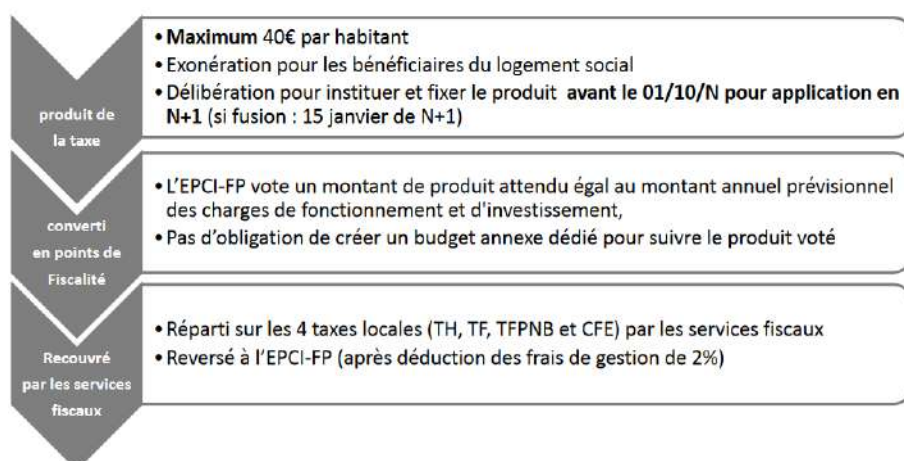 produit de
la taxe
• Maximum 40€ par habitant
• Exonération pour les bénéficiaires du logement social
• Délibération pour instituer et fixer le produit avant le 01/10/N pour application en
N+1 (si fusion : 15 janvier de N+1)
converti
en points de
Fiscalité
• L'EPCI-FP vote un montant de produit attendu égal au montant annuel prévisionnel
des charges de fonctionnement et d'investissement,
• Pas d'obligation de créer un budget annexe dédié pour suivre le produit voté
Recouvré
par les services
fiscaux
• Réparti sur les 4 taxes locales (TH, TF, TFPNB et CFE) par les services fiscaux
• Reversé à l'EPCI-FP (après déduction des frais de gestion de 2%)